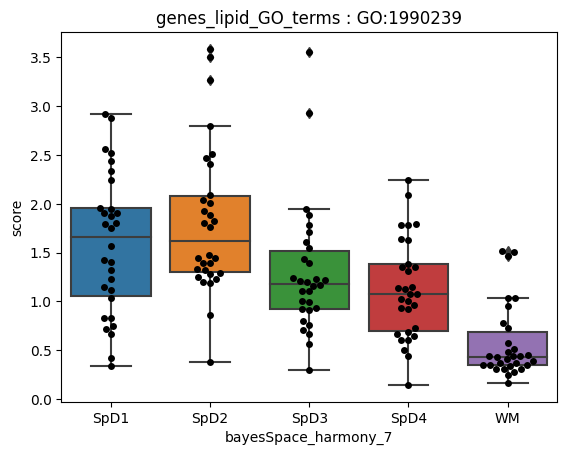 genes_lipid_GO_terms : GO:1990239
score
3.5
3.0
2.5
2.0
1.5
1.0
0.5
0.0
SpD1 SpD2 SpD3 SpD4 WM
bayesSpace_harmony_7